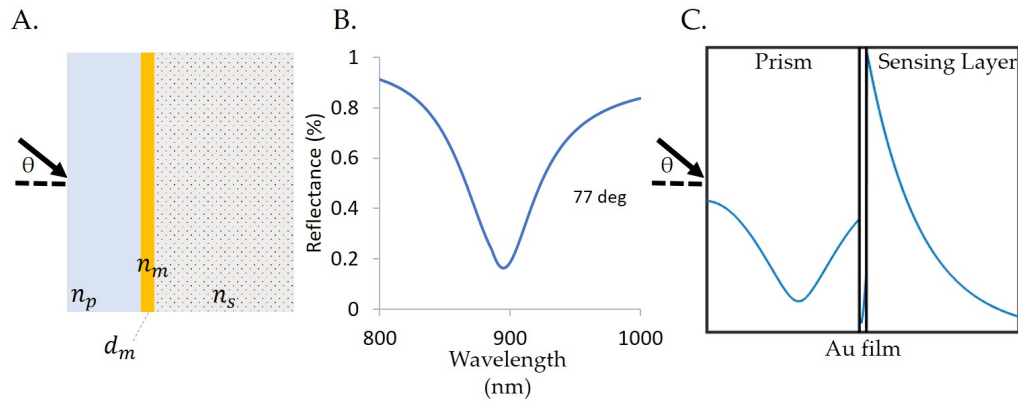 A.
θ
n_p
n_m
n_s
d_m
B.
Reflectance (%)
1
0.8
0.6
0.4
0.2
0
77 deg
800
900
1000
Wavelength
(nm)
C.
Prism
Sensing Layer
θ
Au film